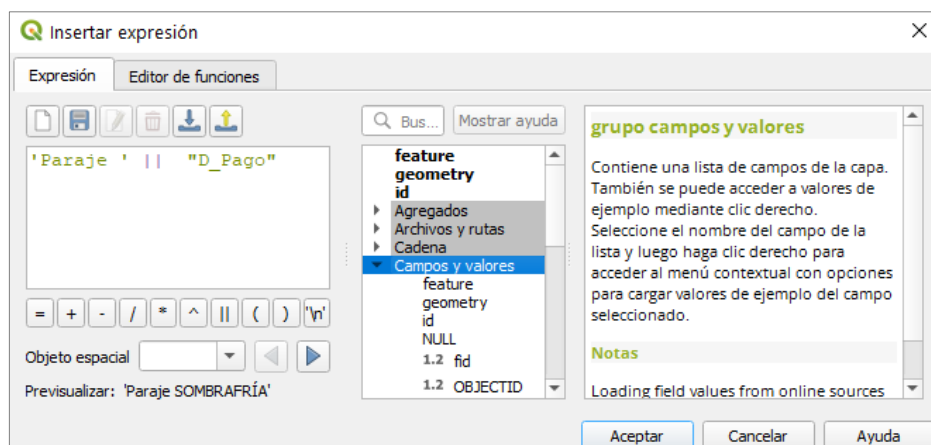 Insertar expresión
Expresión
Editor de funciones
'Paraje ' || "D_Pago"
= + - / * ^ || ( ) '\n'
Objeto espacial
Previsualizar: 'Paraje SOMBRAFRÍA'
Bus... Mostrar ayuda
feature
geometry
id
Agregados
Archivos y rutas
Cadena
Campos y valores
feature
geometry
id
NULL
1.2 fid
1.2 OBJECTID
grupo campos y valores
Contiene una lista de campos de la capa.
También se puede acceder a valores de
ejemplo mediante clic derecho.
Seleccione el nombre del campo de la
lista y luego haga clic derecho para
acceder al menú contextual con opciones
para cargar valores de ejemplo del campo
seleccionado.
Notas
Loading field values from online sources
Aceptar Cancelar Ayuda